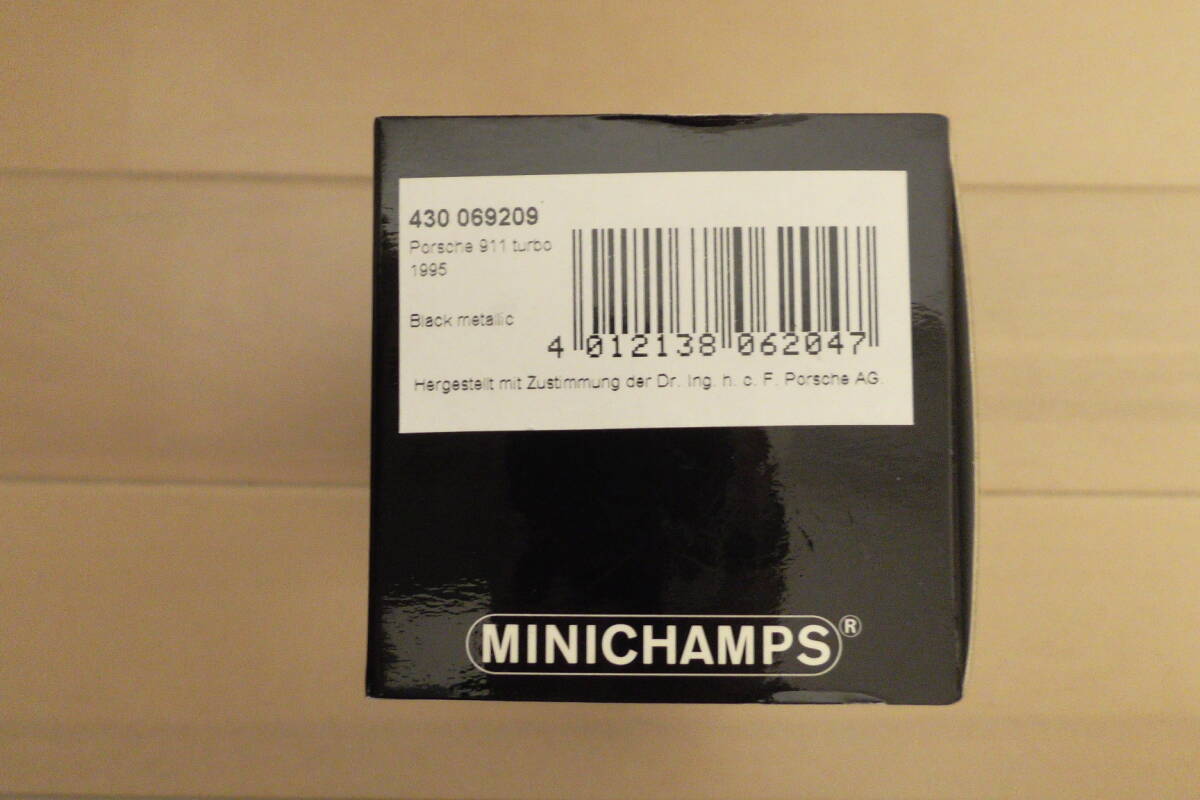 430 069209
Porsche 911 turbo
1995
Black metallic
4 012138 062047
Hergestellt mit Zustimmung der Dr. Ing. h. c. F. Porsche AG.
MINICHAMPS®